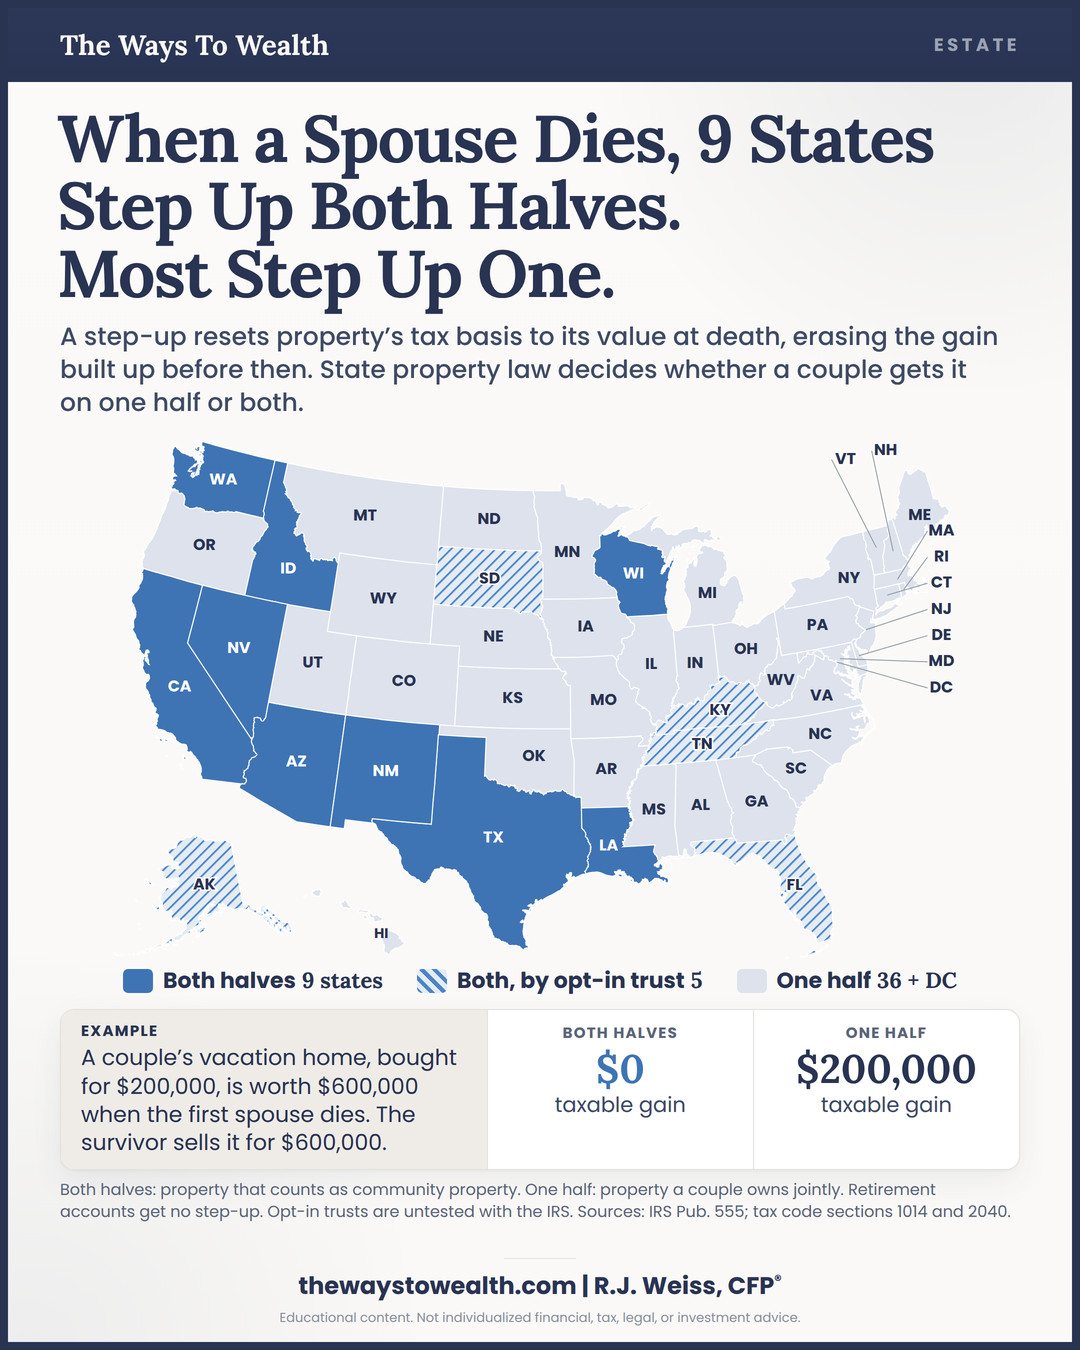 The Ways To Wealth
ESTATE
When a Spouse Dies, 9 States
Step Up Both Halves.
Most Step Up One.
A step-up resets property’s tax basis to its value at death, erasing the gain
built up before then. State property law decides whether a couple gets it
on one half or both.
VT
NH
WA
MT
ND
ME
MA
OR
MN
RI
ID
SD
WI
NY
CT
WY
MI
NJ
NE
IA
PA
DE
NV
UT
IL
IN
OH
MD
CO
WV
DC
CA
KS
MO
VA
KY
NC
TN
AZ
NM
OK
AR
SC
MS
AL
GA
TX
LA
AK
FL
HI
Both halves 9 states
Both, by opt-in trust 5
One half 36 + DC
EXAMPLE
A couple’s vacation home, bought
for $200,000, is worth $600,000
when the first spouse dies. The
survivor sells it for $600,000.
BOTH HALVES
$0
taxable gain
ONE HALF
$200,000
taxable gain
Both halves: property that counts as community property. One half: property a couple owns jointly. Retirement
accounts get no step-up. Opt-in trusts are untested with the IRS. Sources: IRS Pub. 555; tax code sections 1014 and 2040.
thewaystowealth.com | R.J. Weiss, CFP®
Educational content. Not individualized financial, tax, legal, or investment advice.